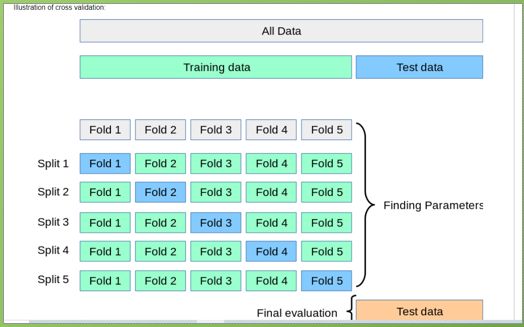 Illustration of cross validation:
All Data
Training data Test data
Fold 1 Fold 2 Fold 3 Fold 4 Fold 5
Split 1 Fold 1 Fold 2 Fold 3 Fold 4 Fold 5
Split 2 Fold 1 Fold 2 Fold 3 Fold 4 Fold 5
Finding Parameters
Split 3 Fold 1 Fold 2 Fold 3 Fold 4 Fold 5
Split 4 Fold 1 Fold 2 Fold 3 Fold 4 Fold 5
Split 5 Fold 1 Fold 2 Fold 3 Fold 4 Fold 5
Final evaluation Test data